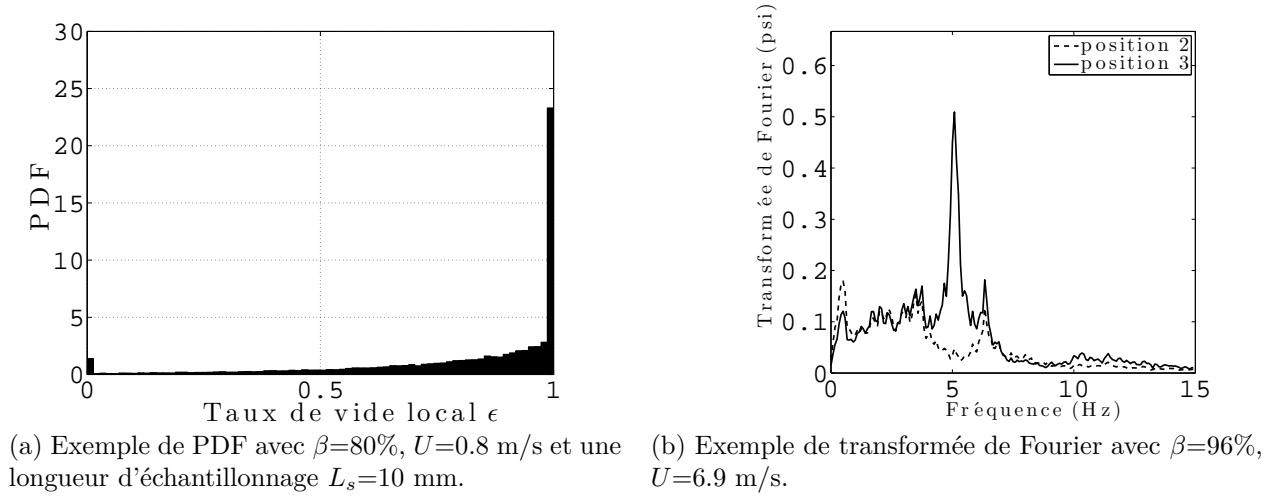 30
25
20
15
10
5
0
PDF
0 0.5 1
Taux de vide local ϵ
(a) Exemple de PDF avec β=80%, U=0.8 m/s et une
longueur d'échantillonnage Ls=10 mm.
position 2
position 3
0.6
0.5
0.4
0.3
0.2
0.1
0
Transformée de Fourier (psi)
0 5 10 15
Fréquence (Hz)
(b) Exemple de transformée de Fourier avec β=96%,
U=6.9 m/s.